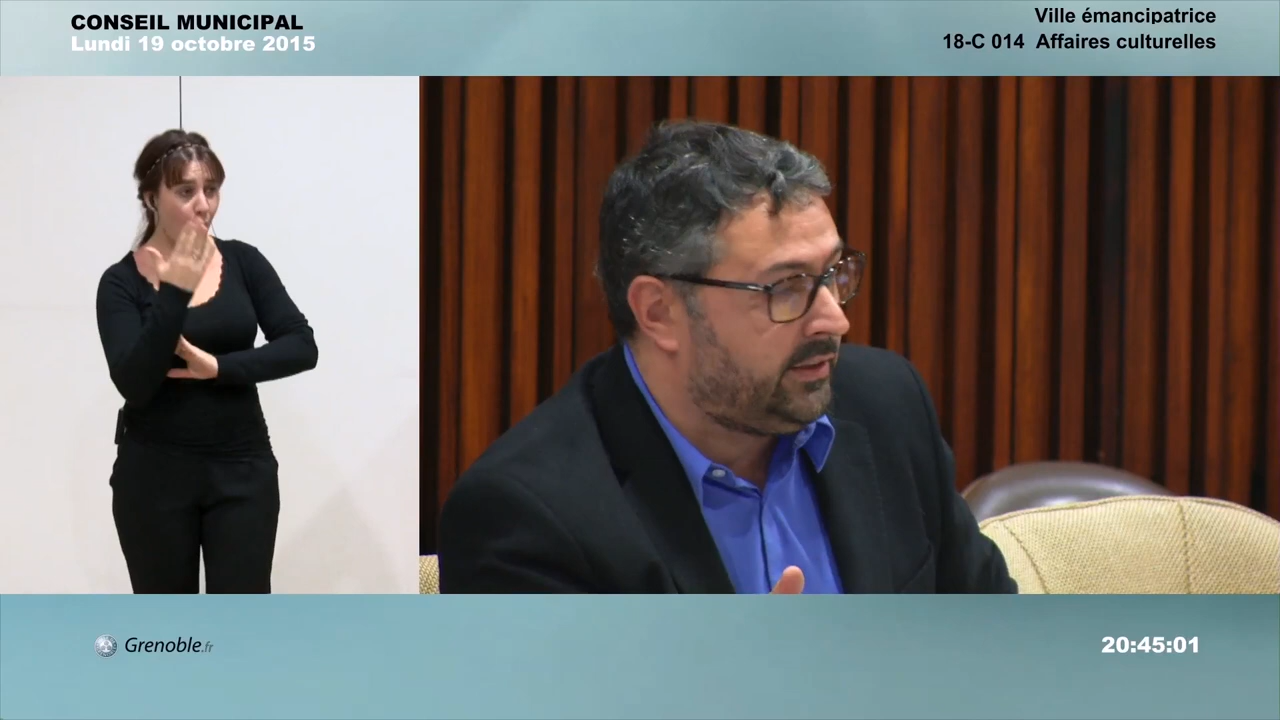 CONSEIL MUNICIPAL
Lundi 19 octobre 2015
Ville émancipatrice
18-C 014 Affaires culturelles
Grenoble.fr
20:45:01